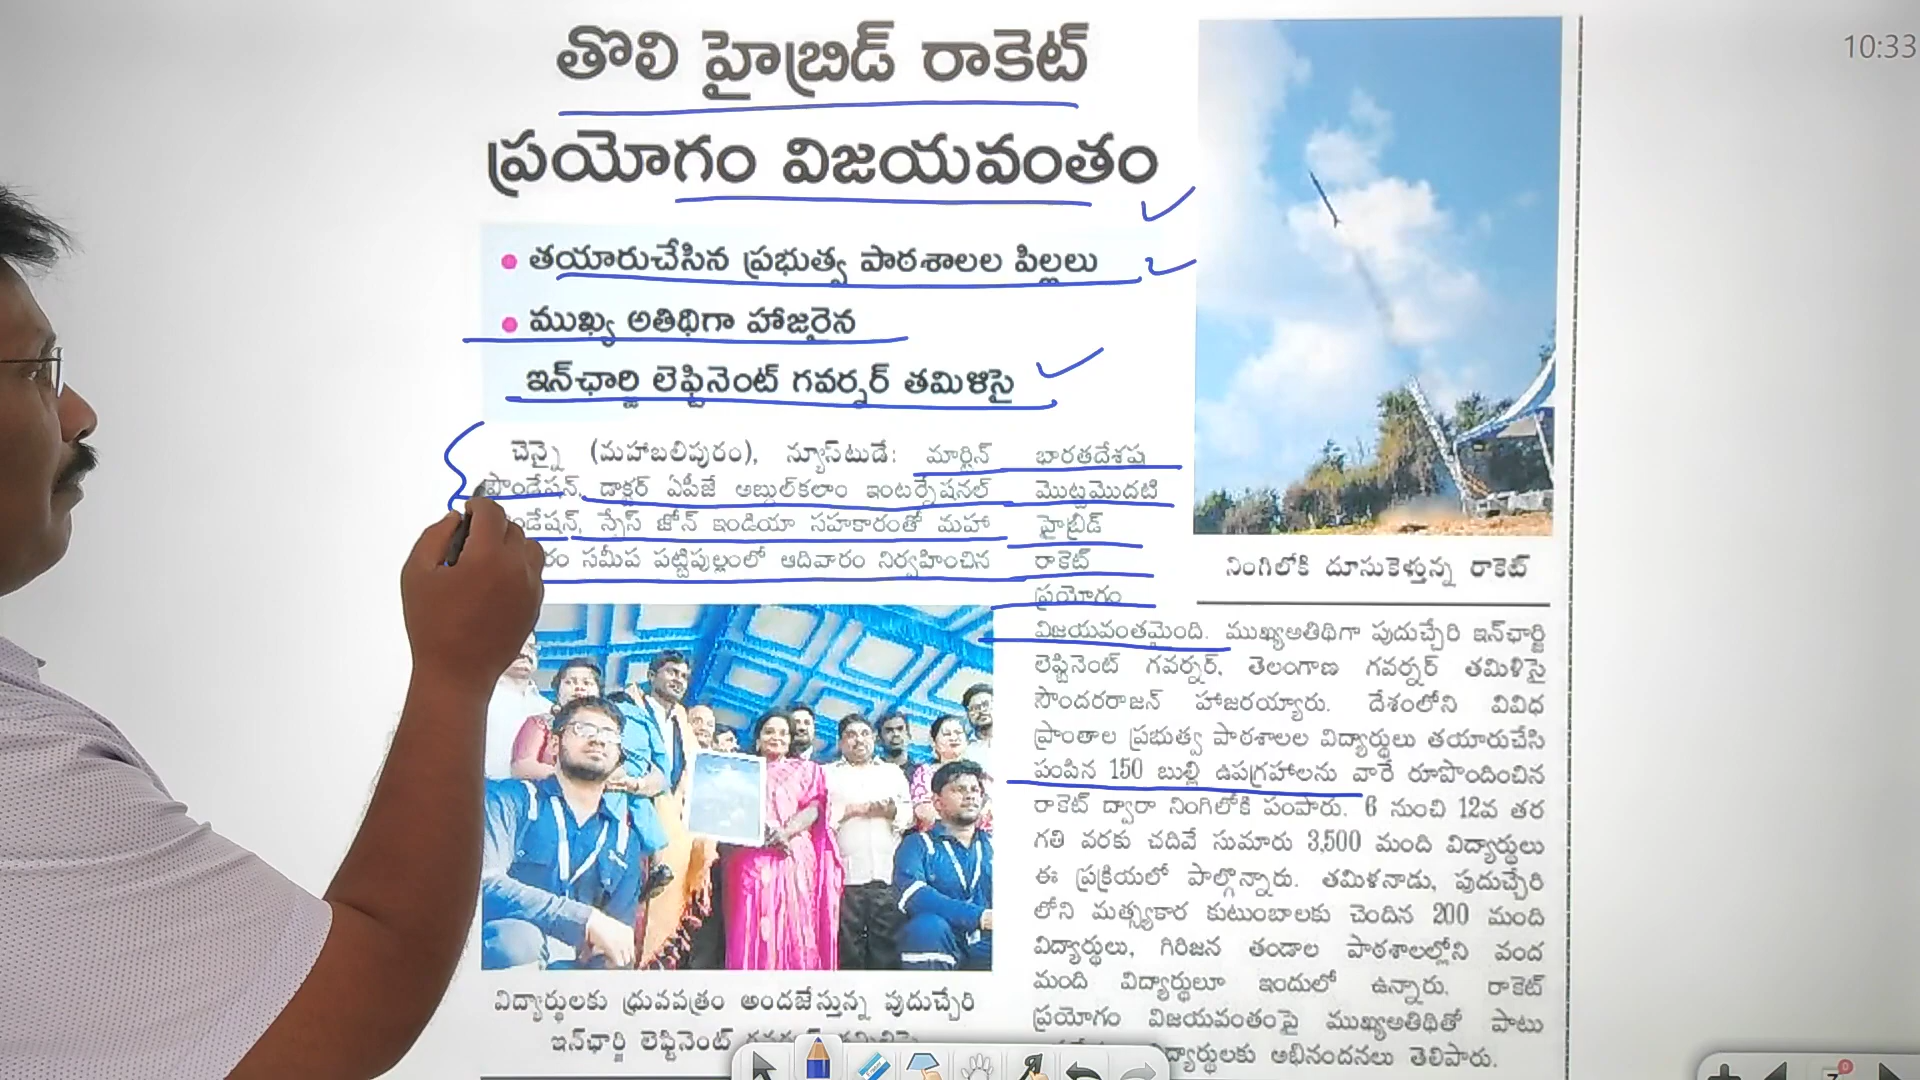 10:33
తొలి హైబ్రిడ్ రాకెట్
ప్రయోగం విజయవంతం
• తయారుచేసిన ప్రభుత్వ పాఠశాలల పిల్లలు
• ముఖ్య అతిథిగా హాజరైన
ఇన్‌ఛార్జి లెఫ్టినెంట్ గవర్నర్ తమిళిసై
చెన్నై (మహాబలిపురం), న్యూస్‌టుడే: మార్టిన్
ఫౌండేషన్, డాక్టర్ ఏపీజే అబ్దుల్‌కలాం ఇంటర్నేషనల్
ండేషన్, స్పేస్ జోన్ ఇండియా సహకారంతో మహా
రం సమీప పట్టిపుల్లంలో ఆదివారం నిర్వహించిన
భారతదేశపు
మొట్టమొదటి
హైబ్రిడ్
రాకెట్
ప్రయోగం
విజయవంతమైంది. ముఖ్యఅతిథిగా పుదుచ్చేరి ఇన్‌ఛార్జి
లెఫ్టినెంట్ గవర్నర్, తెలంగాణ గవర్నర్ తమిళిసై
సౌందరరాజన్ హాజరయ్యారు. దేశంలోని వివిధ
ప్రాంతాల ప్రభుత్వ పాఠశాలల విద్యార్థులు తయారుచేసి
పంపిన 150 బుల్లి ఉపగ్రహాలను వారే రూపొందించిన
రాకెట్ ద్వారా నింగిలోకి పంపారు. 6 నుంచి 12వ తర
గతి వరకు చదివే సుమారు 3,500 మంది విద్యార్థులు
ఈ ప్రక్రియలో పాల్గొన్నారు. తమిళనాడు, పుదుచ్చేరి
లోని మత్స్యకార కుటుంబాలకు చెందిన 200 మంది
విద్యార్థులు, గిరిజన తండాల పాఠశాలల్లోని వంద
మంది విద్యార్థులూ ఇందులో ఉన్నారు. రాకెట్
ప్రయోగం విజయవంతంపై ముఖ్యఅతిథితో పాటు
ద్యార్థులకు అభినందనలు తెలిపారు.
నింగిలోకి దూసుకెళ్తున్న రాకెట్
విద్యార్థులకు ధ్రువపత్రం అందజేస్తున్న పుదుచ్చేరి
ఇన్‌ఛార్జి లెఫ్టినెంట్